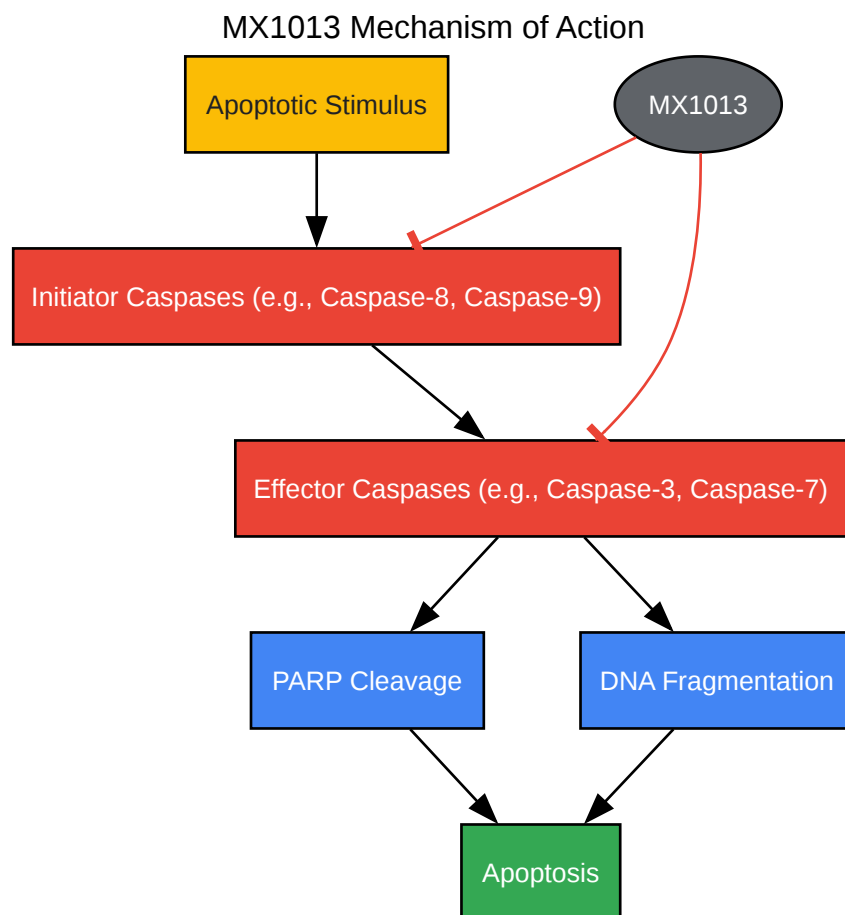 MX1013 Mechanism of Action
Apoptotic Stimulus
MX1013
Initiator Caspases (e.g., Caspase-8, Caspase-9)
Effector Caspases (e.g., Caspase-3, Caspase-7)
PARP Cleavage
DNA Fragmentation
Apoptosis